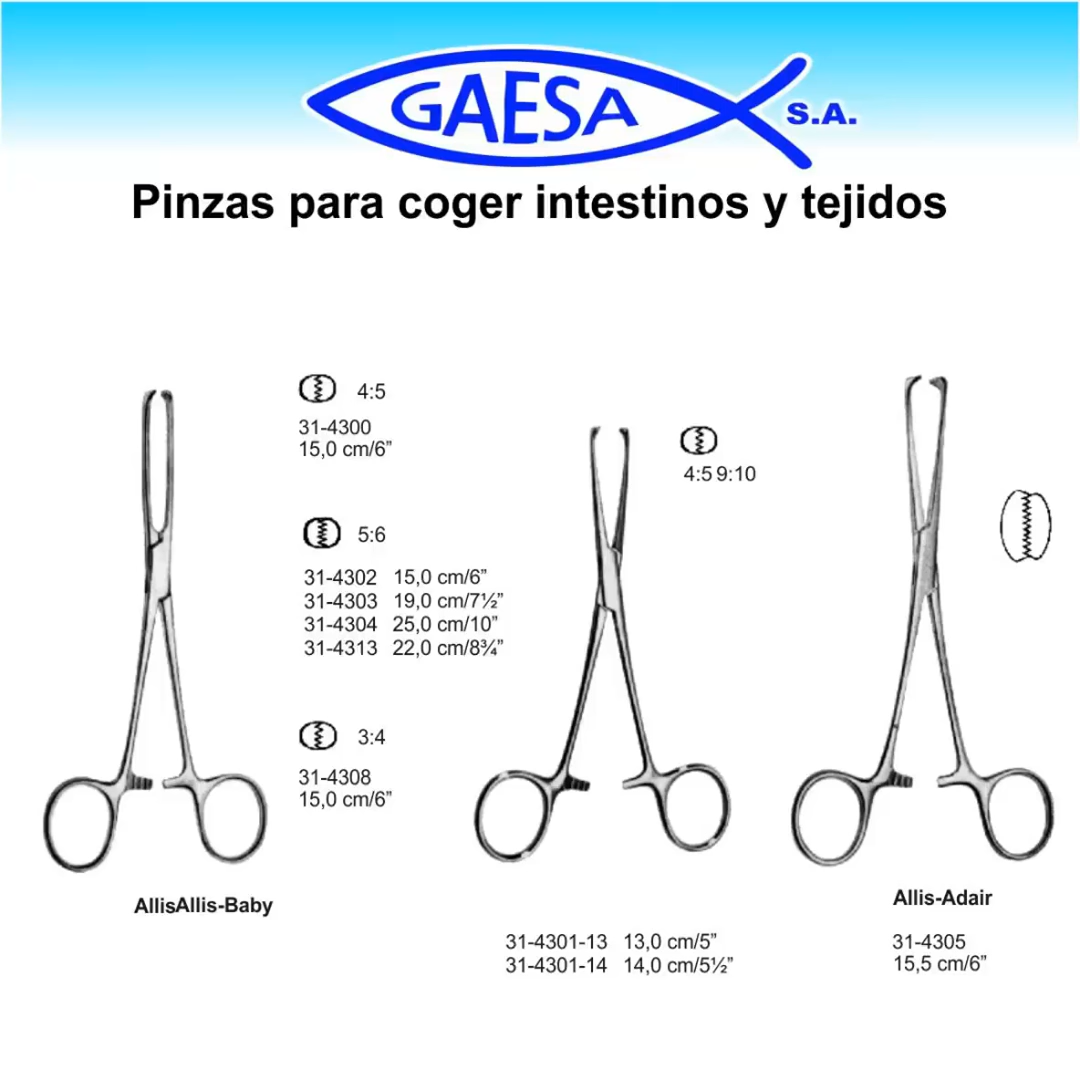 GAESA S.A.
Pinzas para coger intestinos y tejidos
4:5
31-4300
15,0 cm/6”
5:6
31-4302 15,0 cm/6”
31-4303 19,0 cm/7½”
31-4304 25,0 cm/10”
31-4313 22,0 cm/8¾”
3:4
31-4308
15,0 cm/6”
AllisAllis-Baby
4:5 9:10
31-4301-13 13,0 cm/5”
31-4301-14 14,0 cm/5½”
Allis-Adair
31-4305
15,5 cm/6”